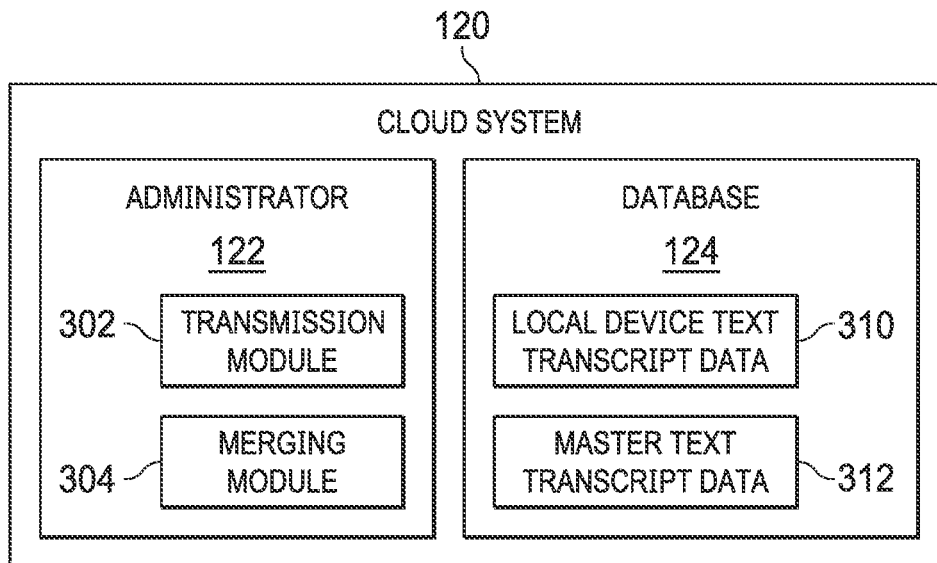 120
CLOUD SYSTEM
ADMINISTRATOR
122
302
TRANSMISSION
MODULE
304
MERGING
MODULE
DATABASE
124
LOCAL DEVICE TEXT
TRANSCRIPT DATA
310
MASTER TEXT
TRANSCRIPT DATA
312